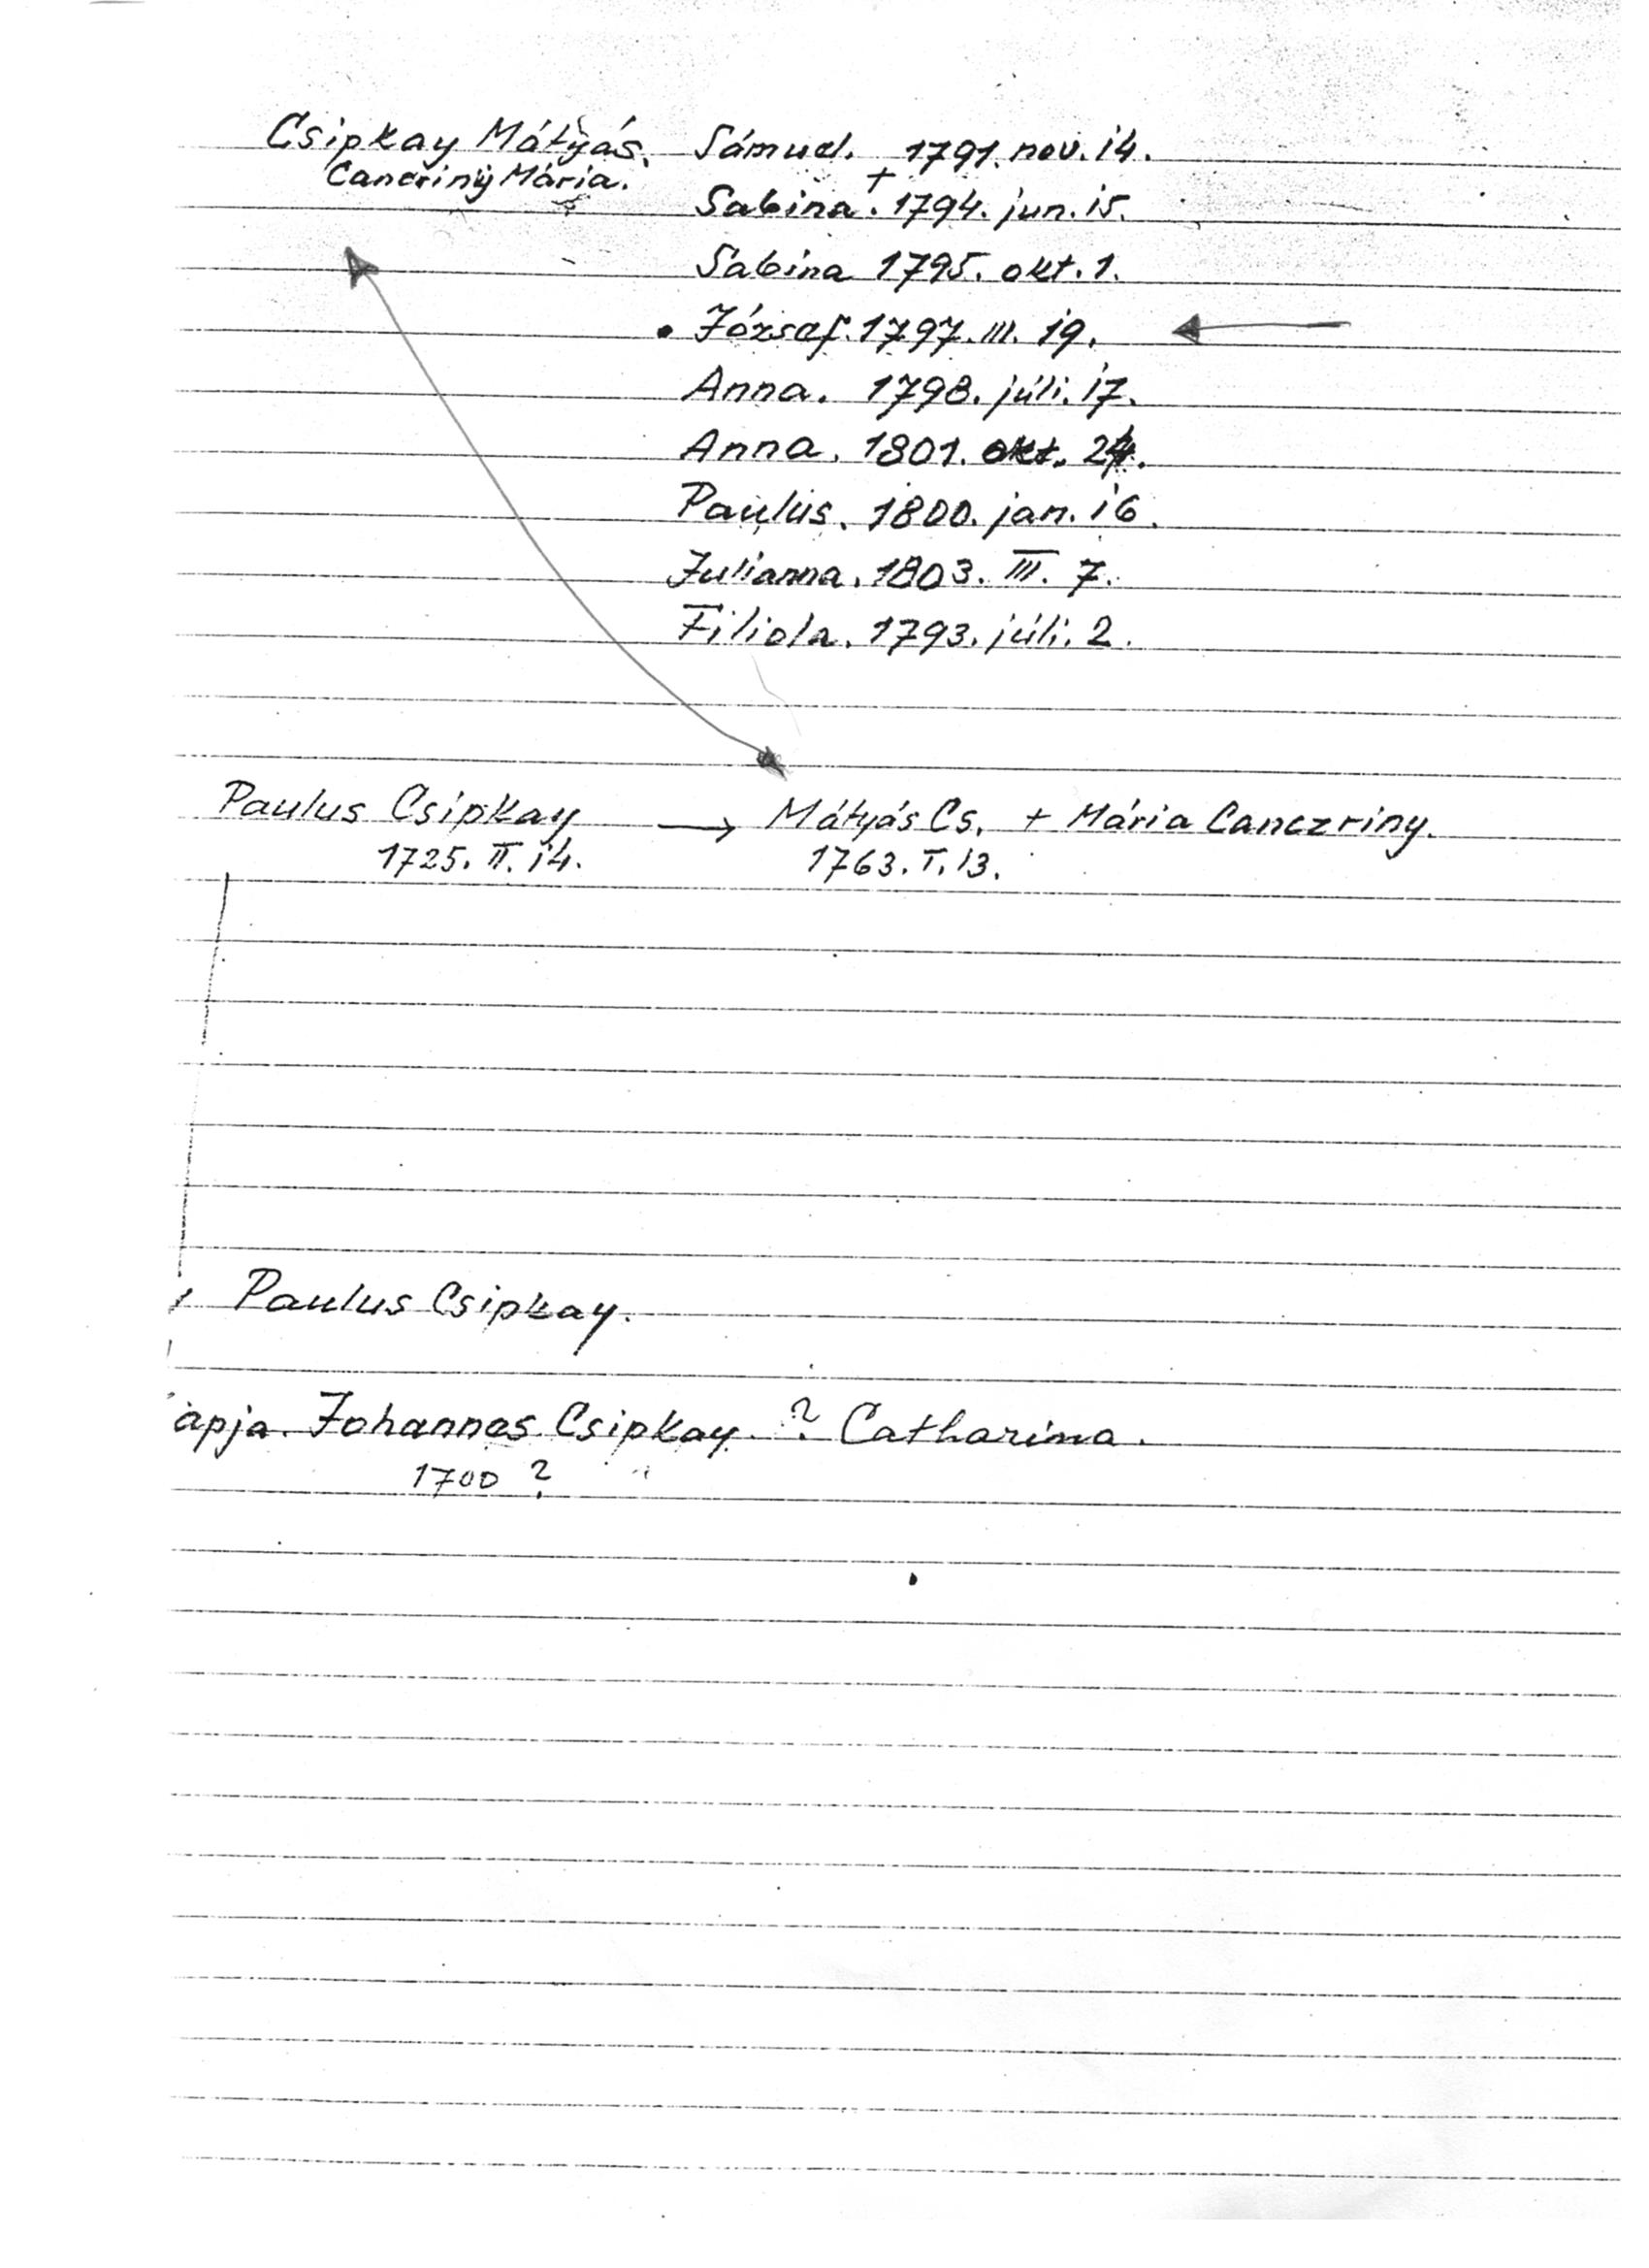 Csipkay Mátyás. Sámuel. 1791. nov. 14.
Cancriny Mária. +
Sabina. 1794. jun. 15.
Sabina 1795. okt. 1.
• József. 1797. III. 19.
Anna. 1798. júli. 17.
Anna. 1801. okt. 24.
Paulus. 1800. jan. 16.
Julianna. 1803. III. 7.
Filiola. 1793. júli. 2.
Paulus Csipkay → Mátyás Cs. + Mária Canczriny.
1725. II. 14. 1763. I. 13.
Paulus Csipkay.
apja. Johannes Csipkay. ? Catharina.
1700 ?